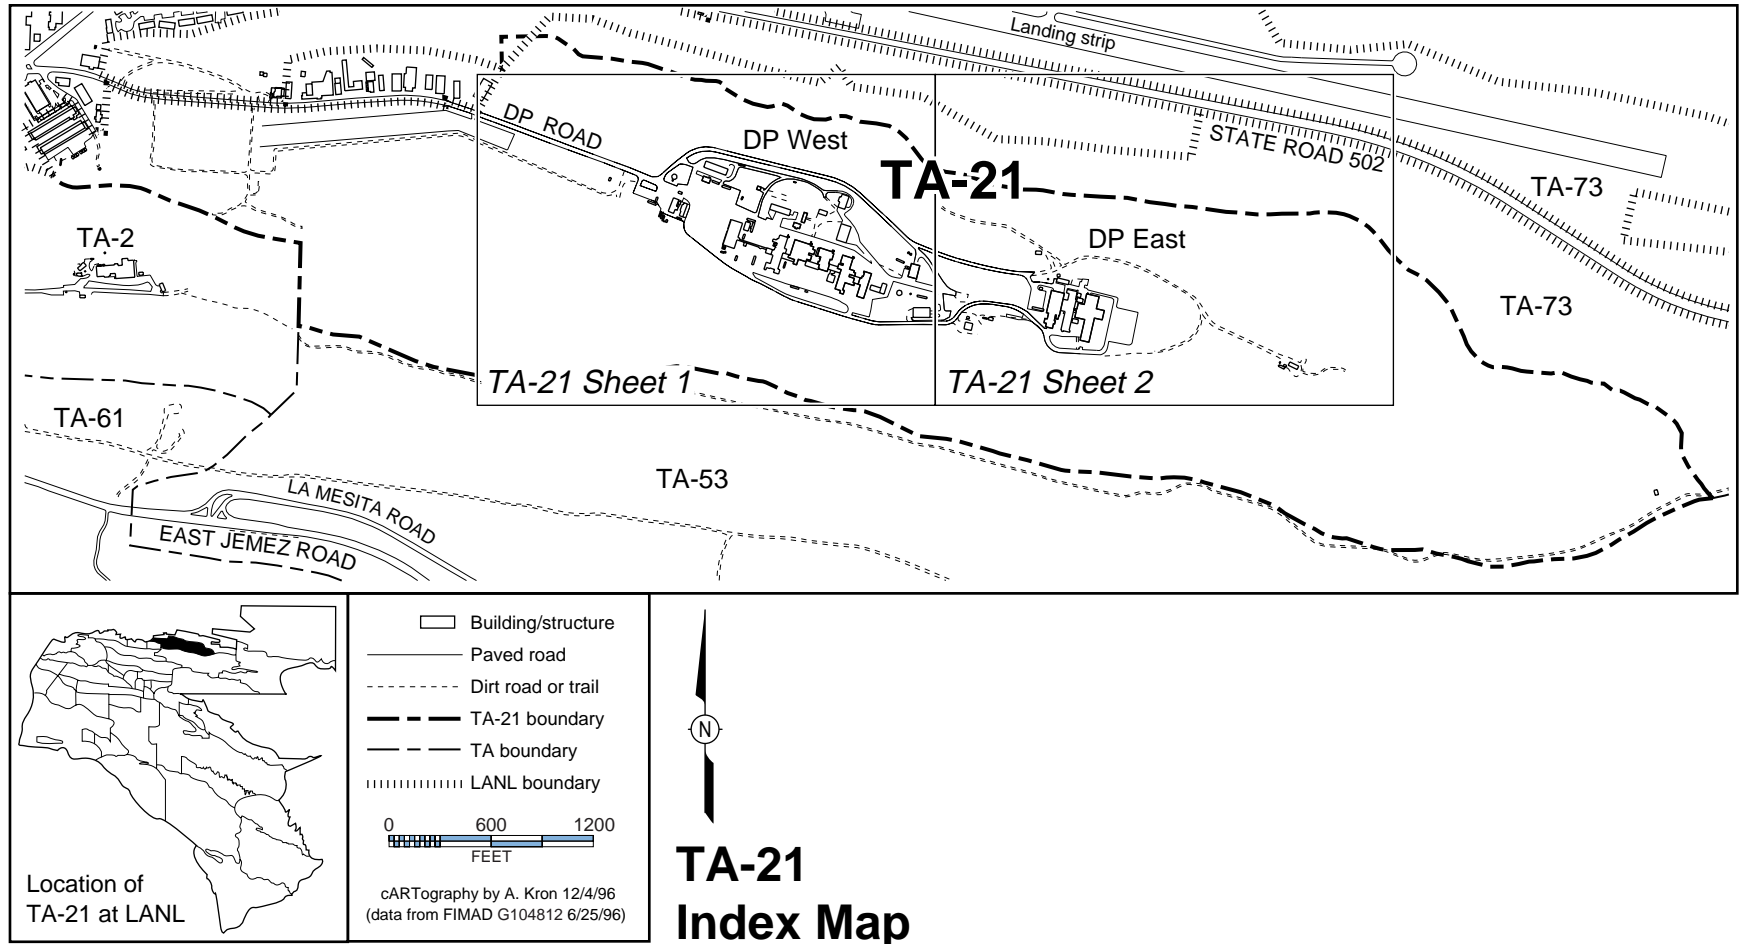 Landing strip
DP ROAD
DP West
STATE ROAD 502
TA-21
TA-73
TA-2
DP East
TA-73
TA-21 Sheet 1
TA-21 Sheet 2
TA-61
TA-53
LA MESITA ROAD
EAST JEMEZ ROAD
Location of
TA-21 at LANL
Building/structure
Paved road
Dirt road or trail
TA-21 boundary
TA boundary
LANL boundary
0 600 1200
FEET
cARTography by A. Kron 12/4/96
(data from FIMAD G104812 6/25/96)
N
TA-21
Index Map